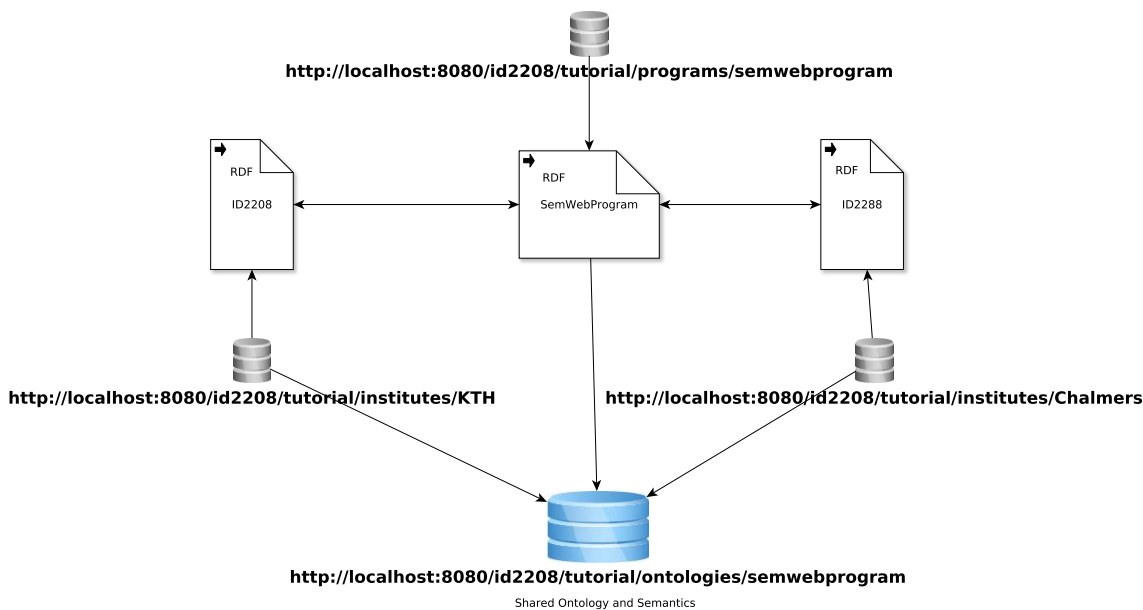 http://localhost:8080/id2208/tutorial/programs/semwebprogram
RDF
ID2208
RDF
SemWebProgram
RDF
ID2288
http://localhost:8080/id2208/tutorial/institutes/KTH
http://localhost:8080/id2208/tutorial/institutes/Chalmers
http://localhost:8080/id2208/tutorial/ontologies/semwebprogram
Shared Ontology and Semantics